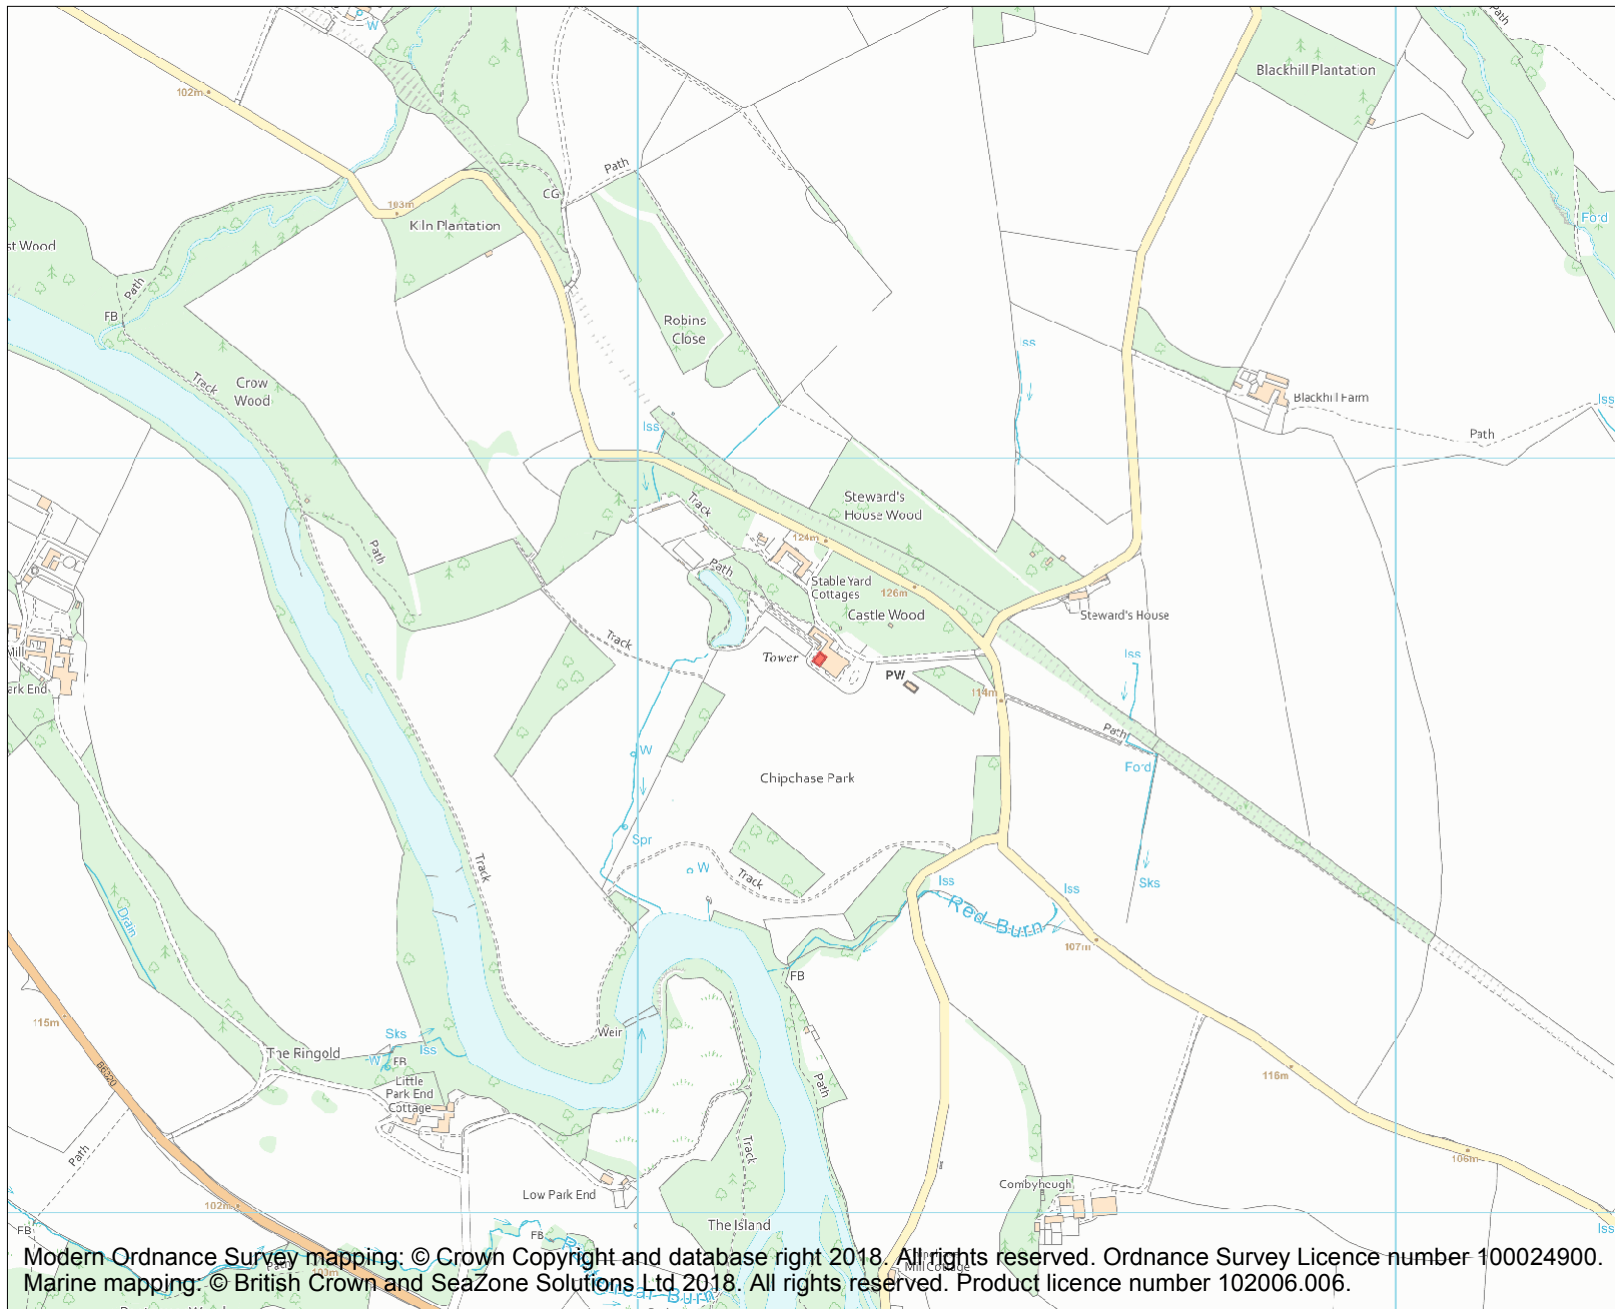 W
Path
Blackhill Plantation
102m
Path
CG
103m
Kiln Plantation
Ford
st Wood
Path
FB
Robins
Close
Iss
Track
Crow
Wood
Blackhill Farm
Iss
Path
Iss
Steward's
House Wood
Track
124m
Path
Path
Stable Yard
Cottages
126m
Castle Wood
Steward's House
Mill
Track
Tower
Iss
PW
ark End
114m
Path
W
Ford
Chipchase Park
Spr
Track
W
Track
Iss
Iss
Sks
Drain
Red Burn
107m
FB
115m
Weir
Sks
Iss
The Ringold
W
FB
B6320
Little
Park End
Cottage
Path
116m
Path
Track
106m
Combyheugh
Low Park End
102m
The Island
FB
FB
Iss
Modern Ordnance Survey mapping: © Crown Copyright and database right 2018. All rights reserved. Ordnance Survey Licence number 100024900.
Mill Cottage
Path
103m
Marine mapping: © British Crown and SeaZone Solutions Ltd 2018. All rights reserved. Product licence number 102006.006.